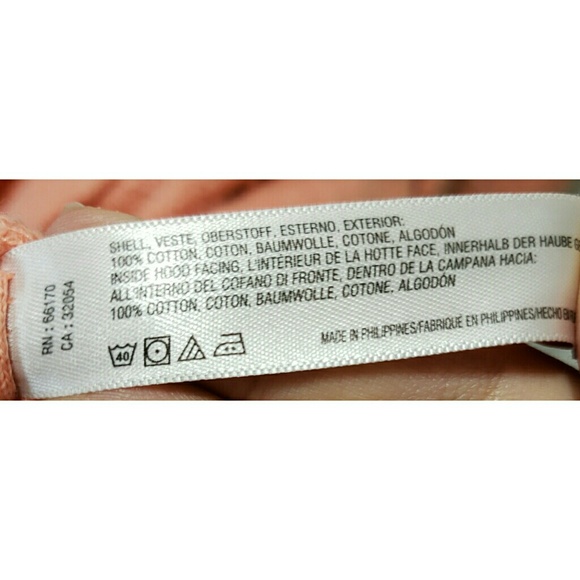 RN : 66170
CA : 32054
SHELL, VESTE, OBERSTOFF, ESTERNO, EXTERIOR:
100% COTTON, COTON, BAUMWOLLE, COTONE, ALGODÓN
INSIDE HOOD FACING, L'INTÉRIEUR DE LA HOTTE FACE, INNERHALB DER HAUBE
ALL'INTERNO DEL COFANO DI FRONTE, DENTRO DE LA CAMPANA HACIA:
100% COTTON, COTON, BAUMWOLLE, COTONE, ALGODÓN
40
MADE IN PHILIPPINES/FABRIQUÉ EN PHILIPPINES/HECHO